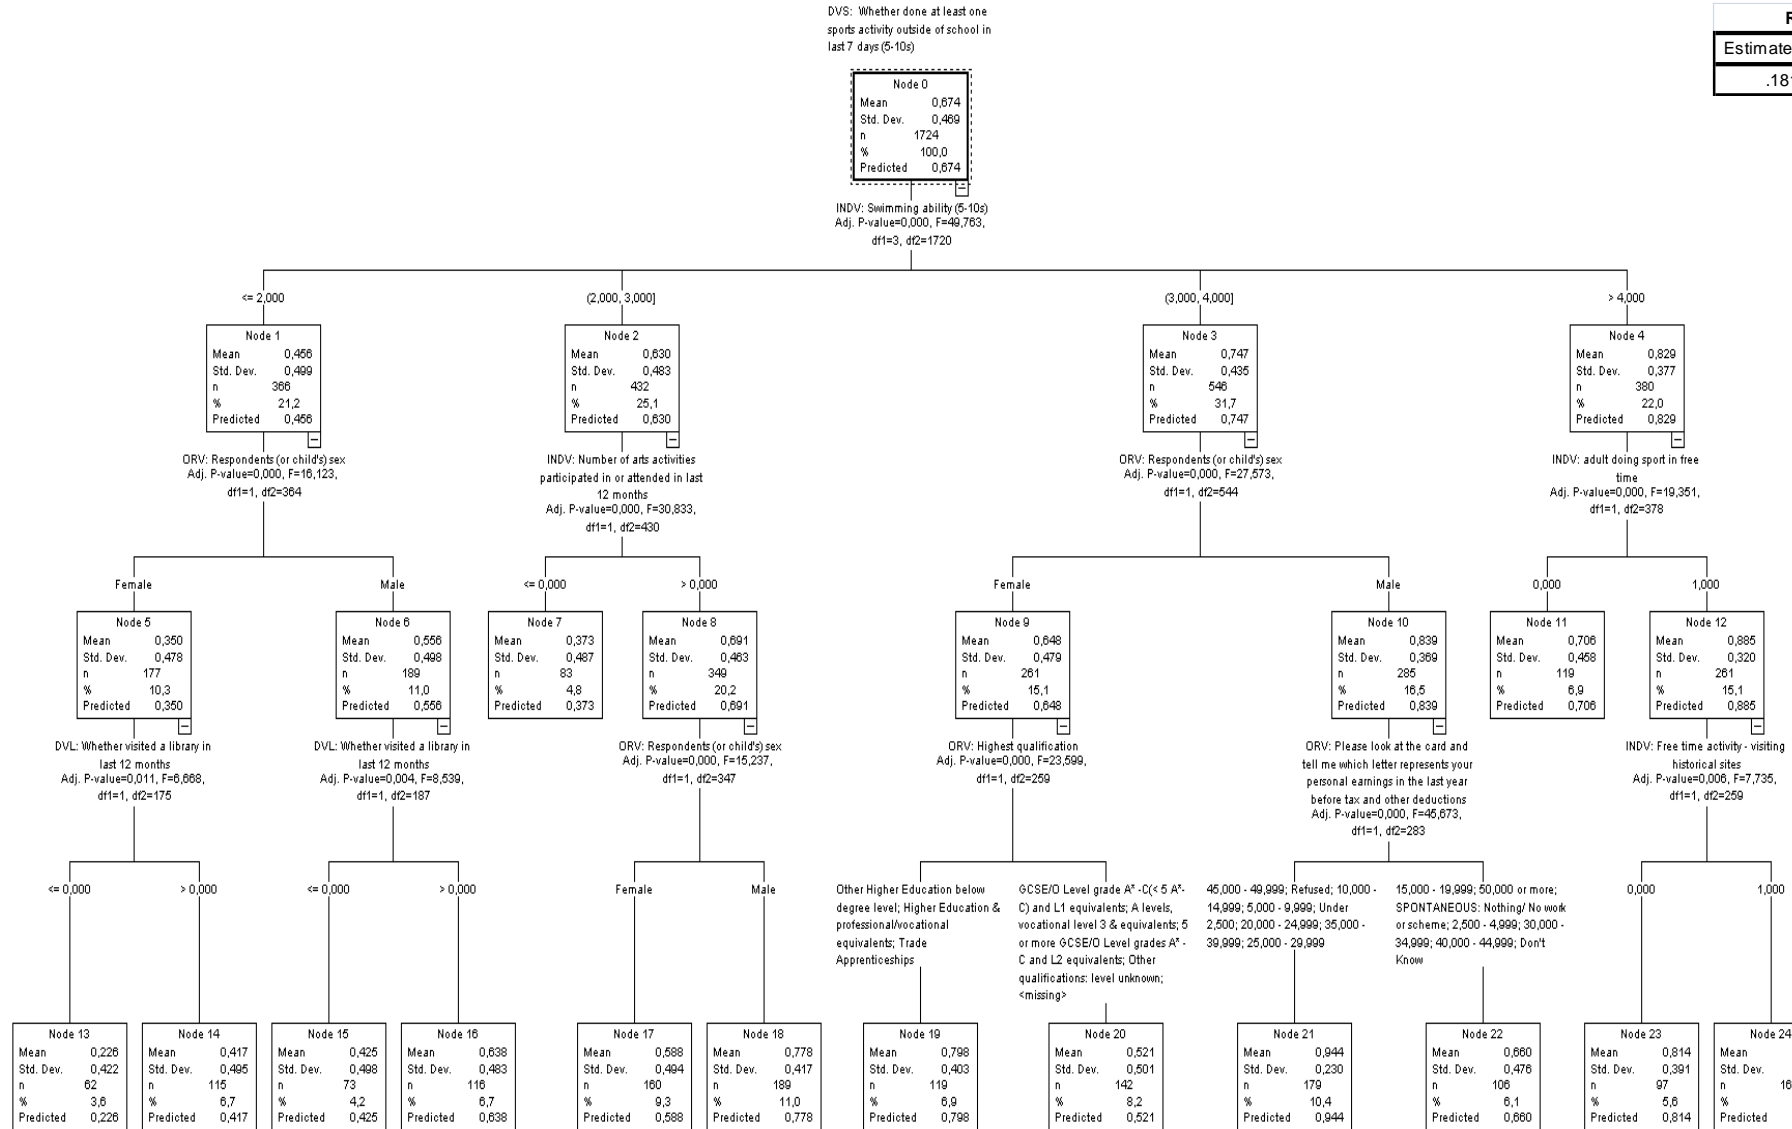 DVS: Whether done at least one
sports activity outside of school in
last 7 days (5-10s)
R
Estimate
.18
Node 0
Mean 0,674
Std. Dev. 0,469
n 1724
% 100,0
Predicted 0,674
INDV: Swimming ability (5-10s)
Adj. P-value=0,000, F=49,763,
df1=3, df2=1720
<= 2,000
(2,000, 3,000]
(3,000, 4,000]
> 4,000
Node 1
Mean 0,456
Std. Dev. 0,499
n 366
% 21,2
Predicted 0,456
Node 2
Mean 0,630
Std. Dev. 0,483
n 432
% 25,1
Predicted 0,630
Node 3
Mean 0,747
Std. Dev. 0,435
n 546
% 31,7
Predicted 0,747
Node 4
Mean 0,829
Std. Dev. 0,377
n 380
% 22,0
Predicted 0,829
ORV: Respondents (or child's) sex
Adj. P-value=0,000, F=16,123,
df1=1, df2=364
INDV: Number of arts activities
participated in or attended in last
12 months
Adj. P-value=0,000, F=30,833,
df1=1, df2=430
ORV: Respondents (or child's) sex
Adj. P-value=0,000, F=27,573,
df1=1, df2=544
INDV: adult doing sport in free
time
Adj. P-value=0,000, F=19,351,
df1=1, df2=378
Female
Male
<= 0,000
> 0,000
Female
Male
0,000
1,000
Node 5
Mean 0,350
Std. Dev. 0,478
n 177
% 10,3
Predicted 0,350
Node 6
Mean 0,556
Std. Dev. 0,498
n 189
% 11,0
Predicted 0,556
Node 7
Mean 0,373
Std. Dev. 0,487
n 83
% 4,8
Predicted 0,373
Node 8
Mean 0,691
Std. Dev. 0,463
n 349
% 20,2
Predicted 0,691
Node 9
Mean 0,648
Std. Dev. 0,479
n 261
% 15,1
Predicted 0,648
Node 10
Mean 0,839
Std. Dev. 0,369
n 285
% 16,5
Predicted 0,839
Node 11
Mean 0,706
Std. Dev. 0,458
n 119
% 6,9
Predicted 0,706
Node 12
Mean 0,885
Std. Dev. 0,320
n 261
% 15,1
Predicted 0,885
DVL: Whether visited a library in
last 12 months
Adj. P-value=0,011, F=6,668,
df1=1, df2=175
DVL: Whether visited a library in
last 12 months
Adj. P-value=0,004, F=8,539,
df1=1, df2=187
ORV: Respondents (or child's) sex
Adj. P-value=0,000, F=15,237,
df1=1, df2=347
ORV: Highest qualification
Adj. P-value=0,000, F=23,599,
df1=1, df2=259
ORV: Please look at the card and
tell me which letter represents your
personal earnings in the last year
before tax and other deductions
Adj. P-value=0,000, F=45,673,
df1=1, df2=283
INDV: Free time activity - visiting
historical sites
Adj. P-value=0,006, F=7,735,
df1=1, df2=259
<= 0,000
> 0,000
<= 0,000
> 0,000
Female
Male
Other Higher Education below
degree level; Higher Education &
professional/vocational
equivalents; Trade
Apprenticeships
GCSE/O Level grade A* -C(< 5 A*-
C) and L1 equivalents; A levels,
vocational level 3 & equivalents; 5
or more GCSE/O Level grades A* -
C and L2 equivalents; Other
qualifications: level unknown;
<missing>
45,000 - 49,999; Refused; 10,000 -
14,999; 5,000 - 9,999; Under
2,500; 20,000 - 24,999; 35,000 -
39,999; 25,000 - 29,999
15,000 - 19,999; 50,000 or more;
SPONTANEOUS: Nothing/ No work
or scheme; 2,500 - 4,999; 30,000 -
34,999; 40,000 - 44,999; Don't
Know
0,000
1,000
Node 13
Mean 0,226
Std. Dev. 0,422
n 62
% 3,6
Predicted 0,226
Node 14
Mean 0,417
Std. Dev. 0,495
n 115
% 6,7
Predicted 0,417
Node 15
Mean 0,425
Std. Dev. 0,498
n 73
% 4,2
Predicted 0,425
Node 16
Mean 0,638
Std. Dev. 0,483
n 116
% 6,7
Predicted 0,638
Node 17
Mean 0,588
Std. Dev. 0,494
n 160
% 9,3
Predicted 0,588
Node 18
Mean 0,778
Std. Dev. 0,417
n 189
% 11,0
Predicted 0,778
Node 19
Mean 0,798
Std. Dev. 0,403
n 119
% 6,9
Predicted 0,798
Node 20
Mean 0,521
Std. Dev. 0,501
n 142
% 8,2
Predicted 0,521
Node 21
Mean 0,944
Std. Dev. 0,230
n 179
% 10,4
Predicted 0,944
Node 22
Mean 0,660
Std. Dev. 0,476
n 106
% 6,1
Predicted 0,660
Node 23
Mean 0,814
Std. Dev. 0,391
n 97
% 5,6
Predicted 0,814
Node 24
Mean
Std. Dev.
n 16
%
Predicted